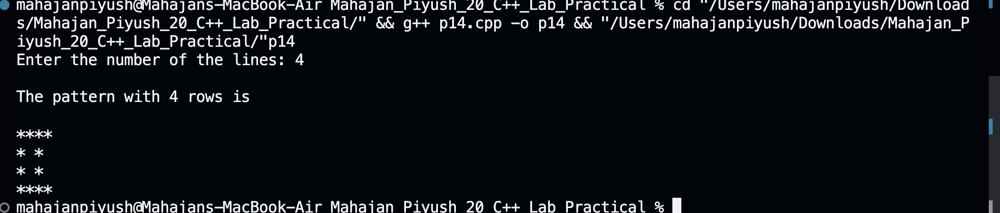 mahajanpiyush@Mahajans-MacBook-Air Mahajan_Piyush_20_C++_Lab_Practical % cd "/Users/mahajanpiyush/Download
s/Mahajan_Piyush_20_C++_Lab_Practical/" && g++ p14.cpp -o p14 && "/Users/mahajanpiyush/Downloads/Mahajan_P
iyush_20_C++_Lab_Practical/"p14
Enter the number of the lines: 4

The pattern with 4 rows is

****
* *
* *
****
mahajanpiyush@Mahajans-MacBook-Air Mahajan_Piyush_20_C++_Lab_Practical %